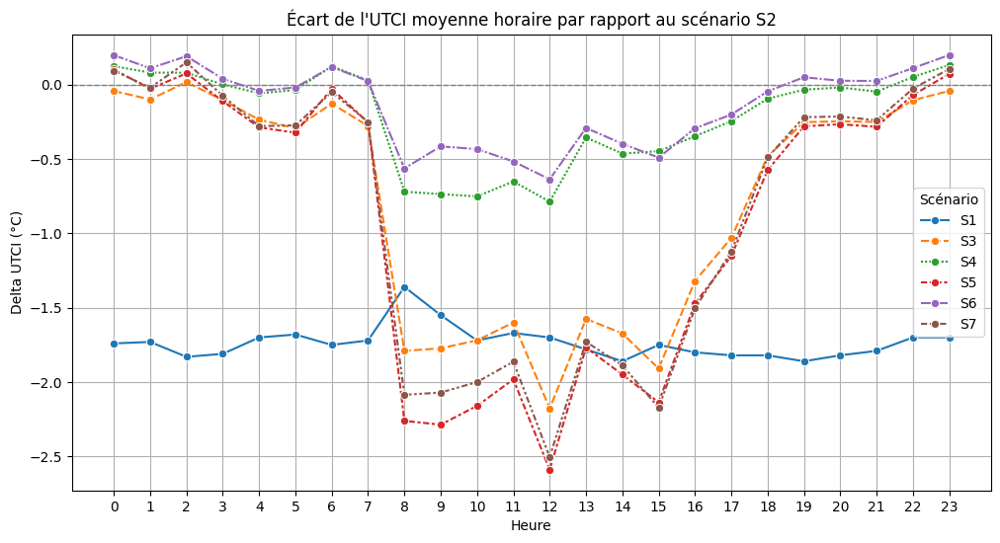 Écart de l'UTCI moyenne horaire par rapport au scénario S2
Delta UTCI (°C)
0.0
−0.5
−1.0
−1.5
−2.0
−2.5
Scénario
S1
S3
S4
S5
S6
S7
0 1 2 3 4 5 6 7 8 9 10 11 12 13 14 15 16 17 18 19 20 21 22 23
Heure